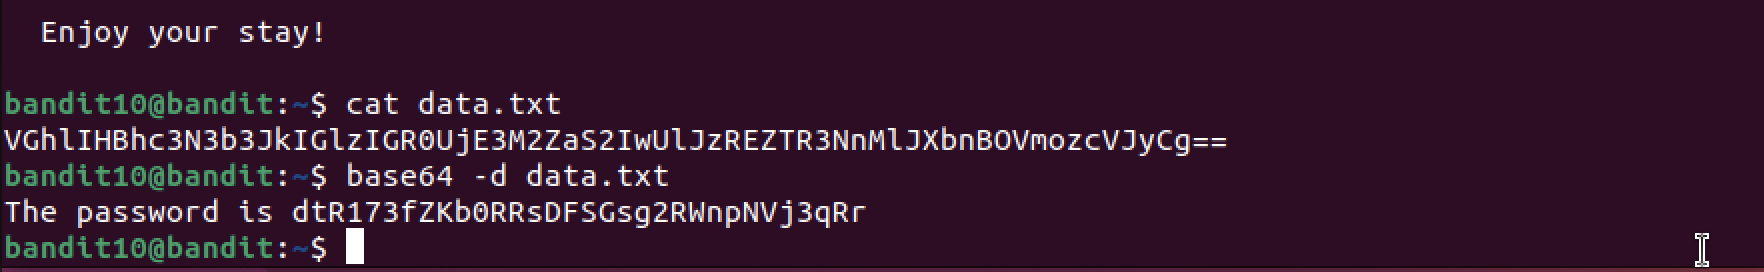 Enjoy your stay!
bandit10@bandit:~$ cat data.txt
VGhlIHBhc3N3b3JkIGlzIGR0UjE3M2ZaS2IwUlJzREZTR3NnMlJXbnBOVmozcVJyCg==
bandit10@bandit:~$ base64 -d data.txt
The password is dtR173fZKb0RRsDFSGsg2RWnpNVj3qRr
bandit10@bandit:~$